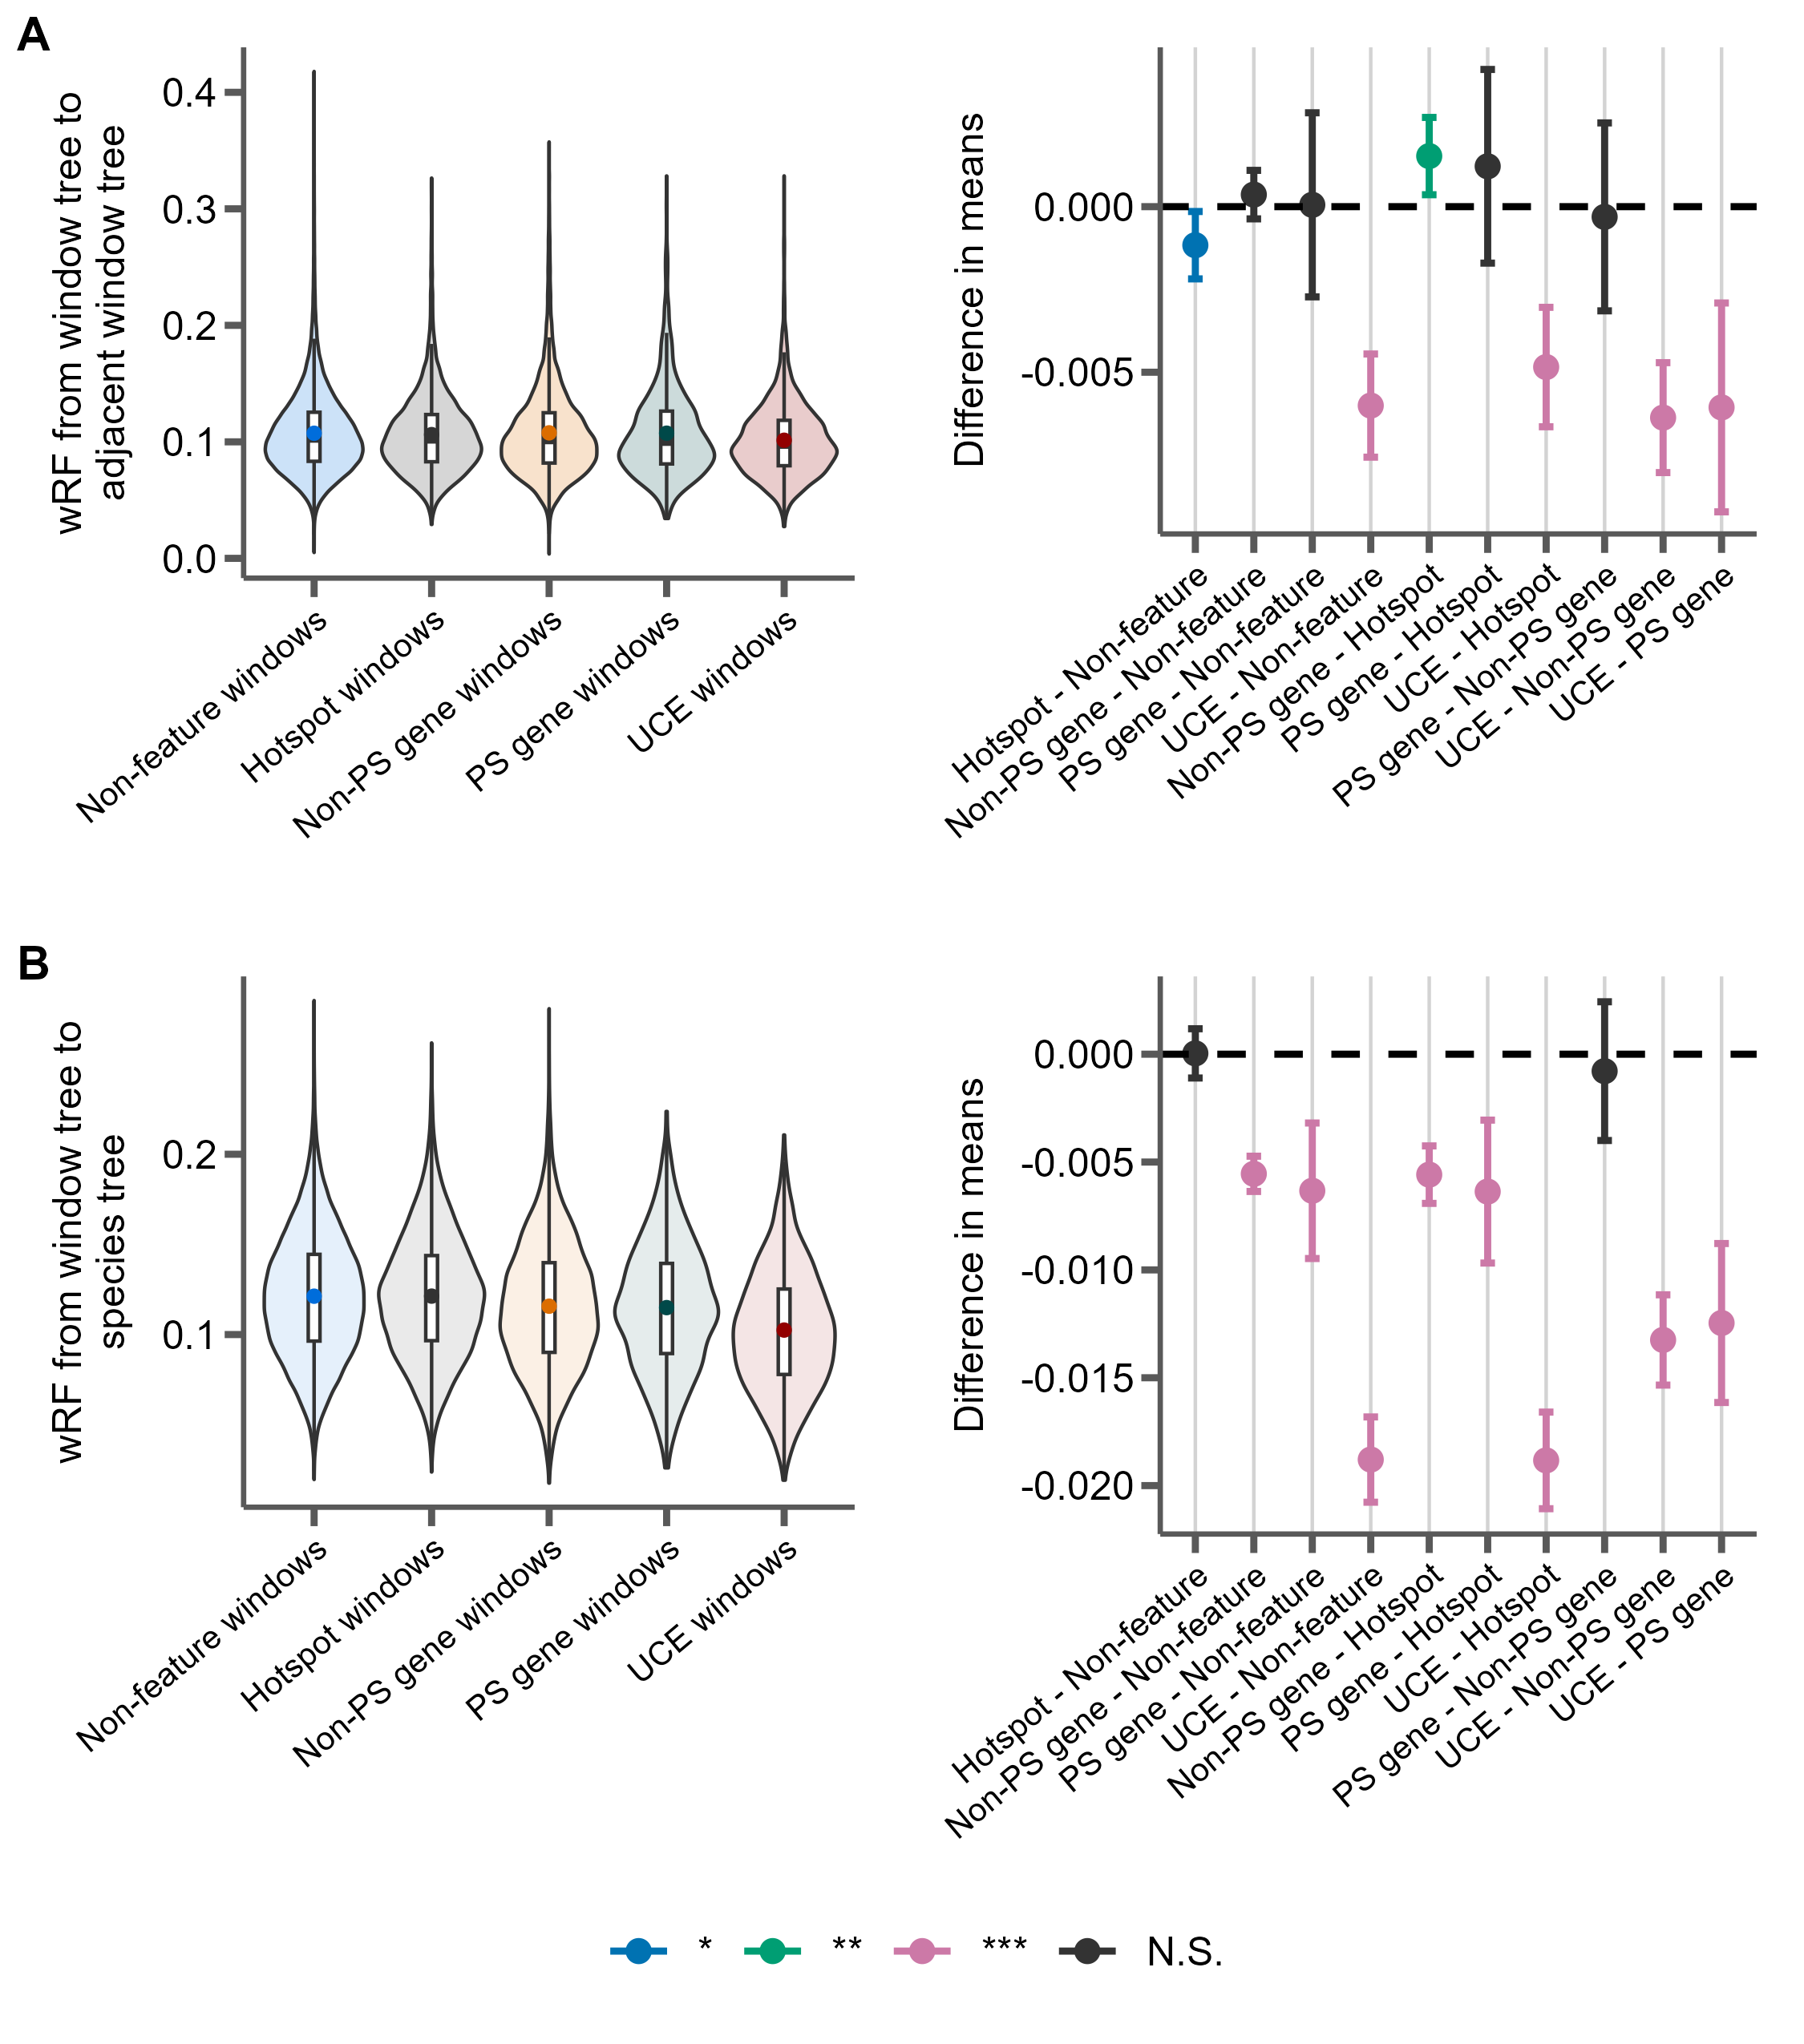 A
wRF from window tree to
adjacent window tree
0.4
0.3
0.2
0.1
0.0
Non-feature windows
Hotspot windows
Non-PS gene windows
PS gene windows
UCE windows
Difference in means
0.000
-0.005
Hotspot - Non-feature
Non-PS gene - Non-feature
PS gene - Non-feature
UCE - Non-feature
Non-PS gene - Hotspot
PS gene - Hotspot
UCE - Hotspot
PS gene - Non-PS gene
UCE - Non-PS gene
UCE - PS gene
B
wRF from window tree to
species tree
0.2
0.1
Non-feature windows
Hotspot windows
Non-PS gene windows
PS gene windows
UCE windows
Difference in means
0.000
-0.005
-0.010
-0.015
-0.020
Hotspot - Non-feature
Non-PS gene - Non-feature
PS gene - Non-feature
UCE - Non-feature
Non-PS gene - Hotspot
PS gene - Hotspot
UCE - Hotspot
PS gene - Non-PS gene
UCE - Non-PS gene
UCE - PS gene
* ** *** N.S.